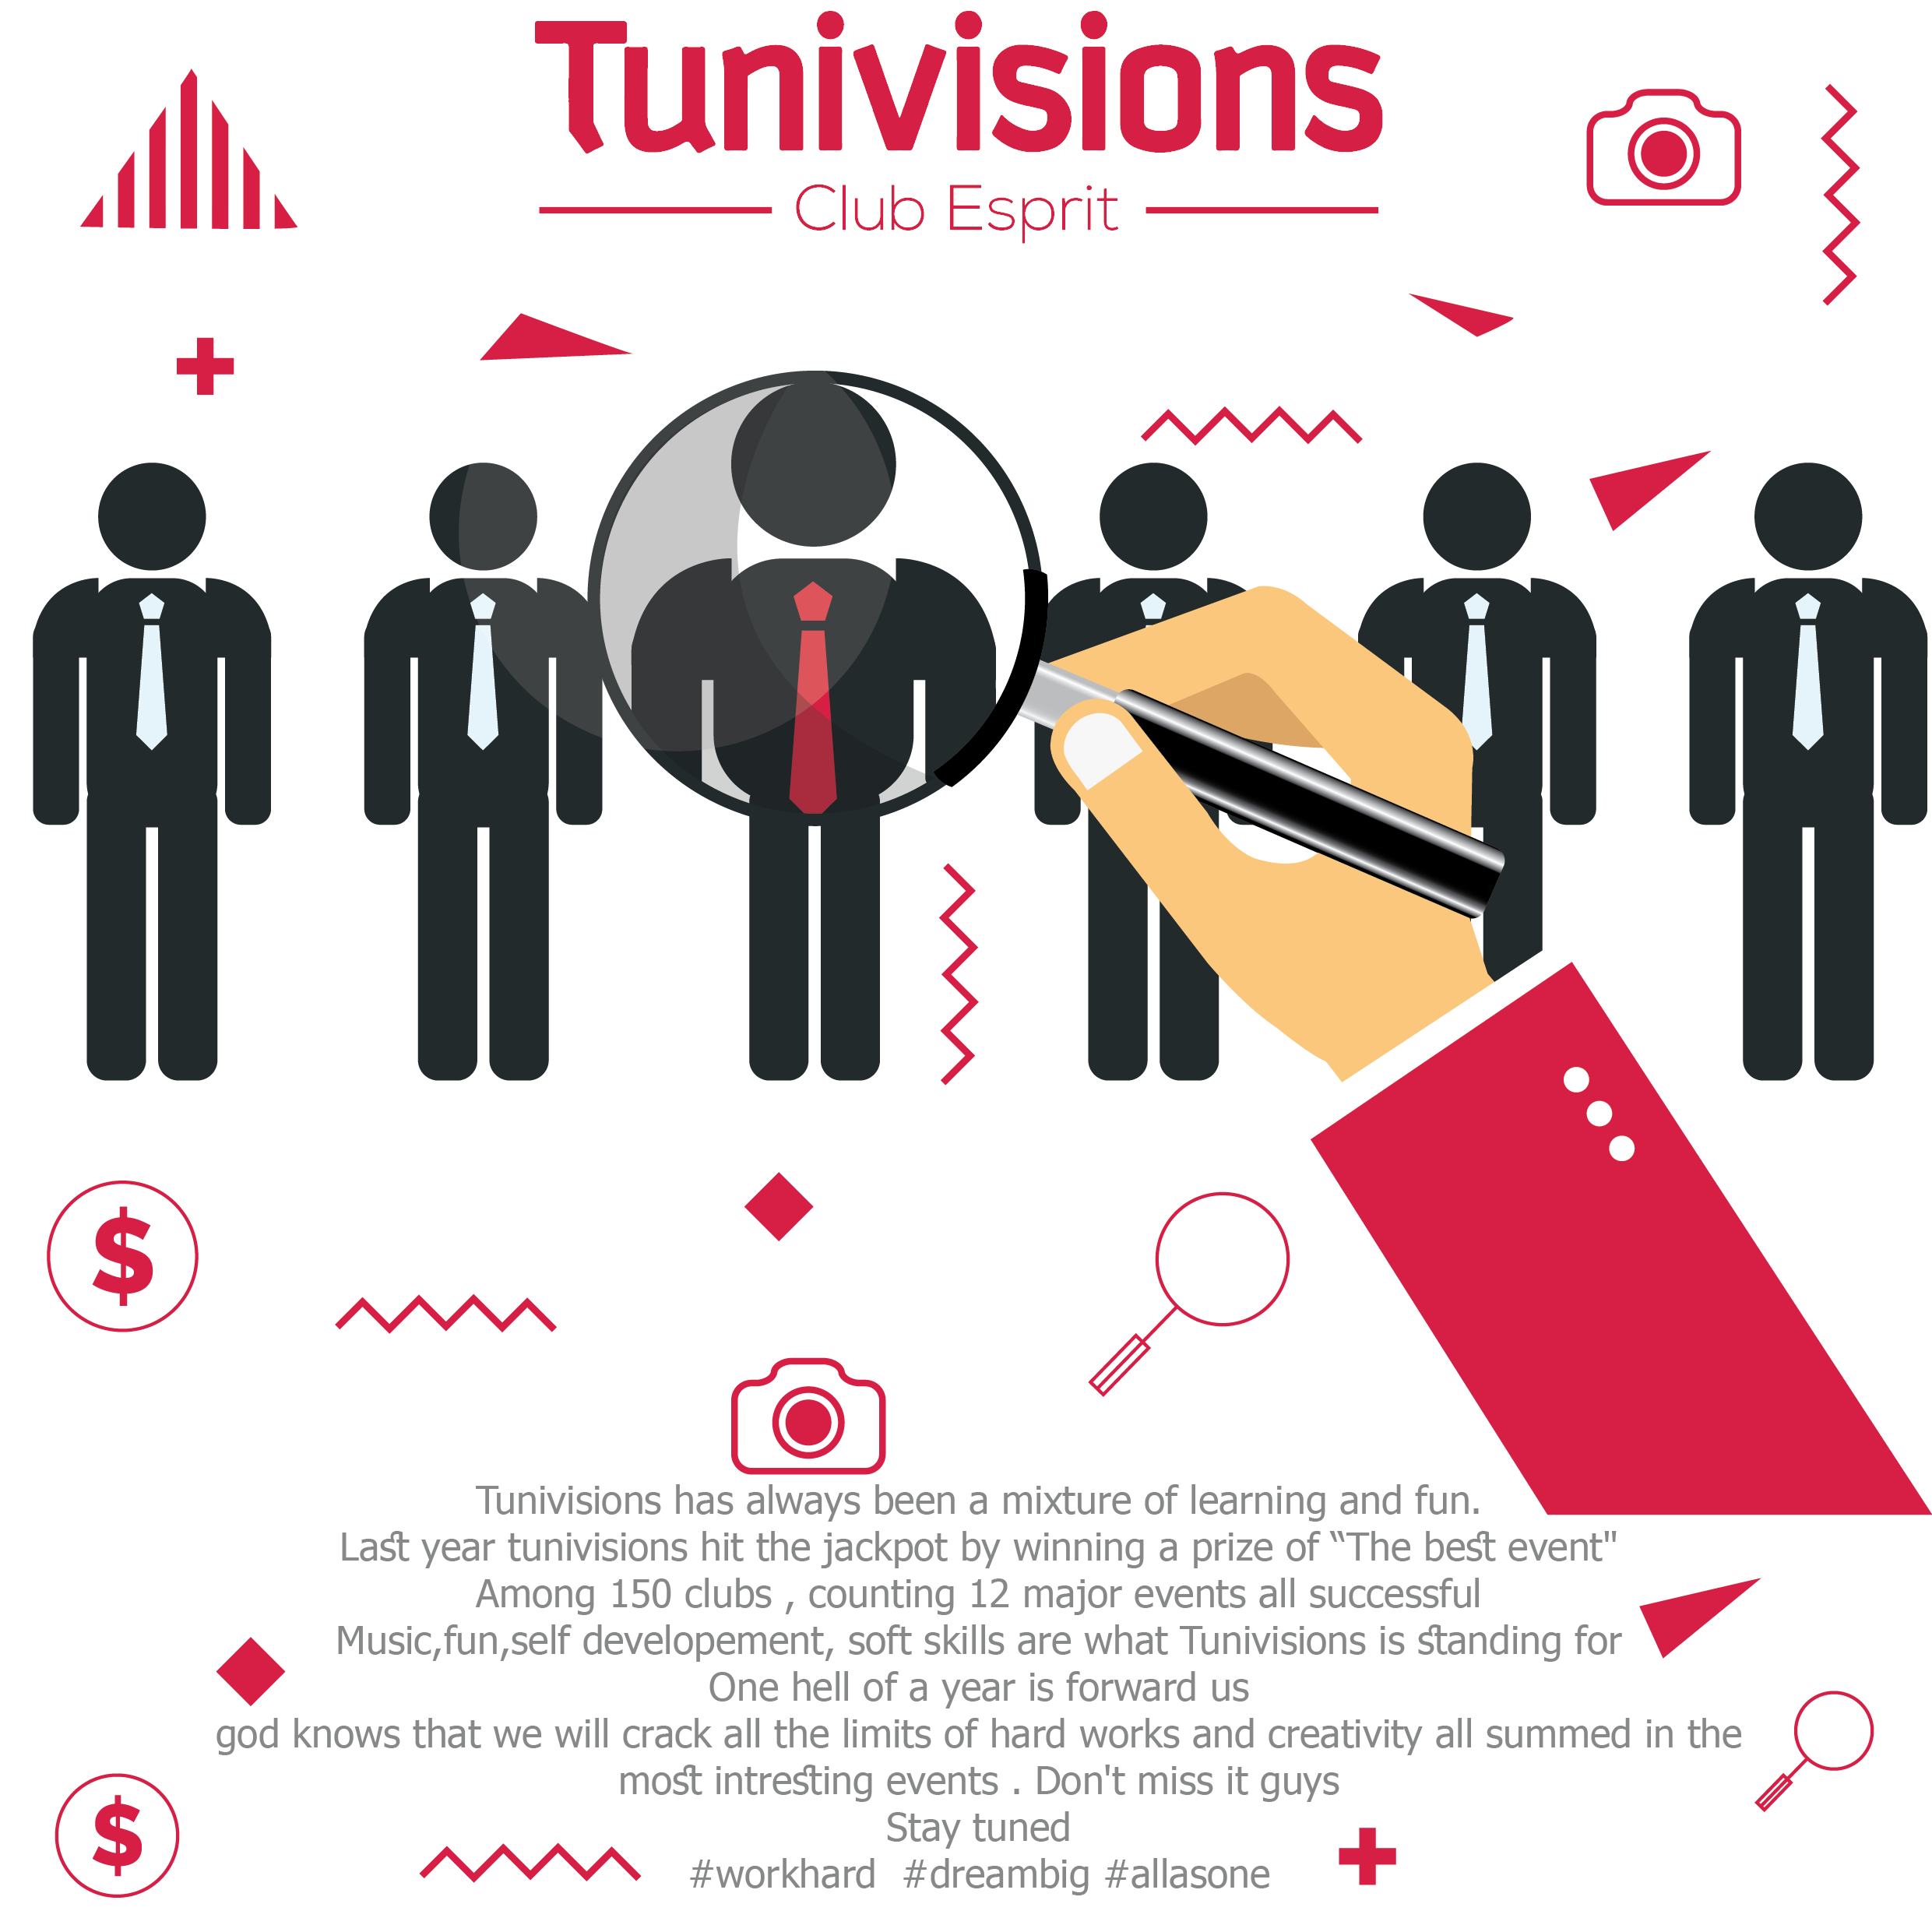 Tunivisions
Club Esprit
$
Tunivisions has always been a mixture of learning and fun.
Last year tunivisions hit the jackpot by winning a prize of “The best event"
Among 150 clubs , counting 12 major events all successful
Music,fun,self developement, soft skills are what Tunivisions is standing for
One hell of a year is forward us
god knows that we will crack all the limits of hard works and creativity all summed in the
most intresting events . Don't miss it guys
Stay tuned
$
#workhard #dreambig #allasone